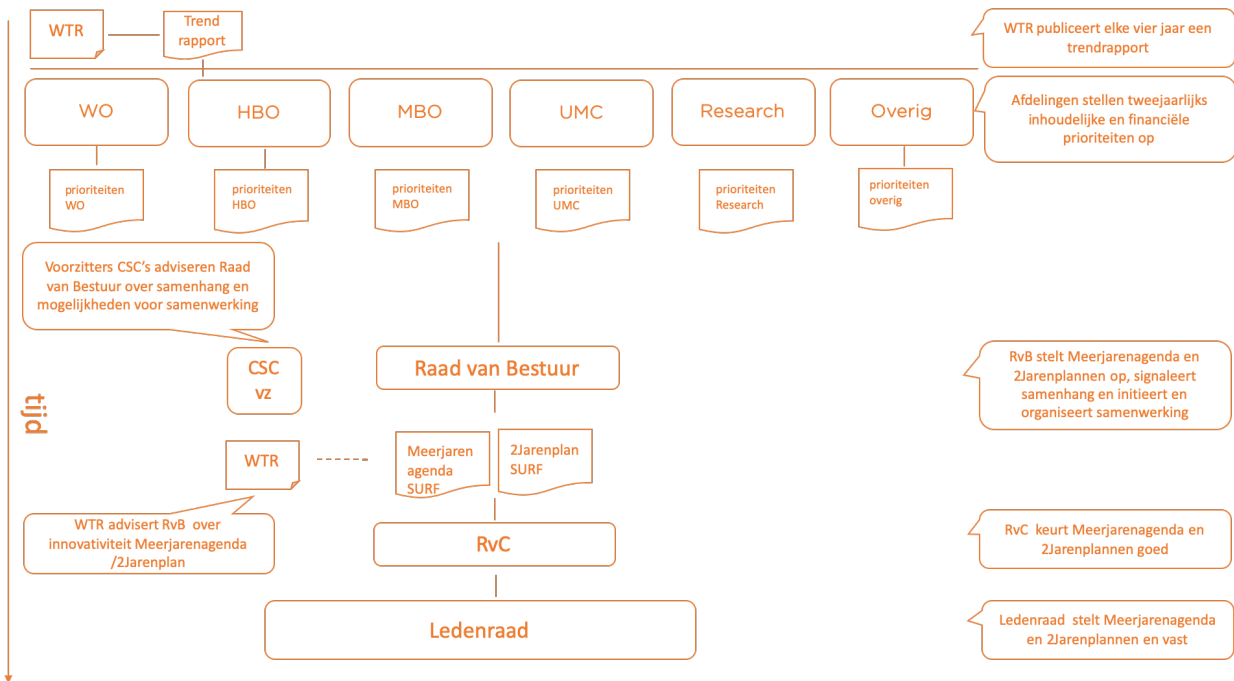 WTR
Trend
rapport
WTR publiceert elke vier jaar een
trendrapport
WO
HBO
MBO
UMC
Research
Overig
Afdelingen stellen tweejaarlijks
inhoudelijke en financiële
prioriteiten op
prioriteiten
WO
prioriteiten
HBO
prioriteiten
MBO
prioriteiten
UMC
prioriteiten
Research
prioriteiten
overig
Voorzitters CSC's adviseren Raad
van Bestuur over samenhang en
mogelijkheden voor samenwerking
CSC
vz
Raad van Bestuur
RvB stelt Meerjarenagenda en
2Jarenplannen op, signaleert
samenhang en initieert en
organiseert samenwerking
tijd
WTR
Meerjaren
agenda
SURF
2Jarenplan
SURF
WTR advisert RvB over
innovativiteit Meerjarenagenda
/2Jarenplan
RvC
RvC keurt Meerjarenagenda en
2Jarenplannen goed
Ledenraad
Ledenraad stelt Meerjarenagenda
en 2Jarenplannen en vast